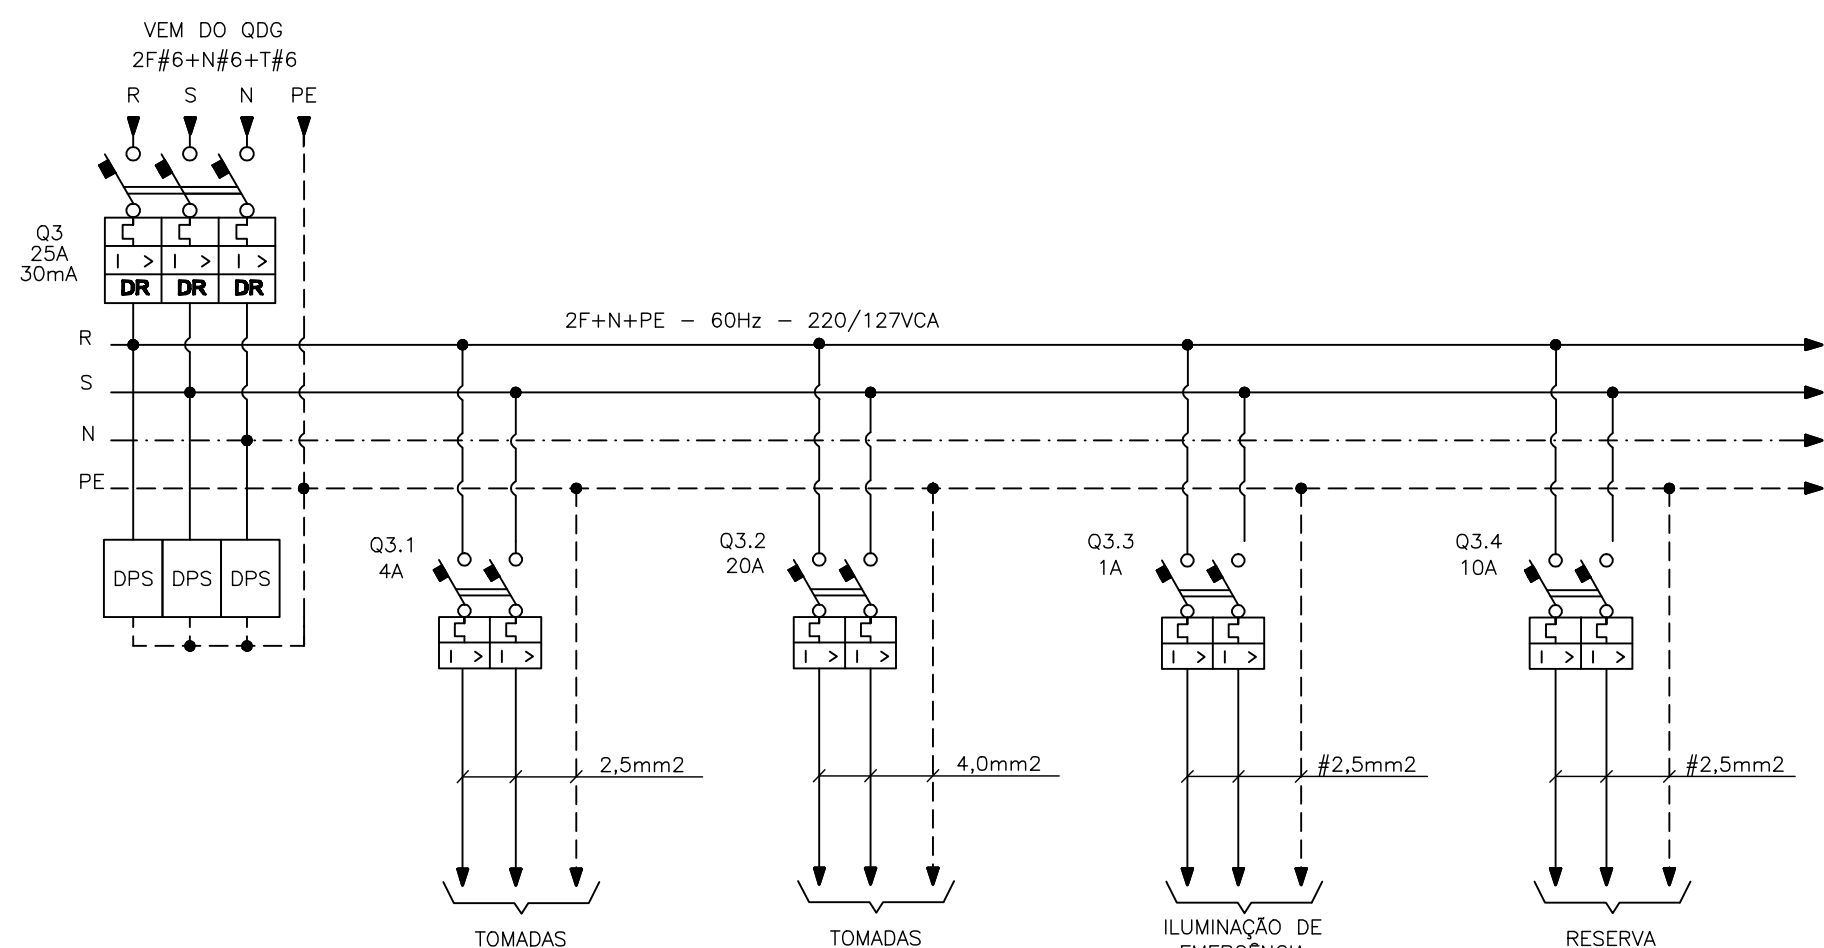 VEM DO QDG
2F#6+N#6+T#6
R S N PE
Q3
25A
30mA
I > I > I >
DR DR DR
2F+N+PE - 60Hz - 220/127VCA
R
S
N
PE
DPS DPS DPS
Q3.1
4A
Q3.2
20A
Q3.3
1A
Q3.4
10A
I > I > I > I > I > I > I > I >
2,5mm2
4,0mm2
#2,5mm2
#2,5mm2
TOMADAS
TOMADAS
ILUMINAÇÃO DE
EMERGÊNCIA
RESERVA